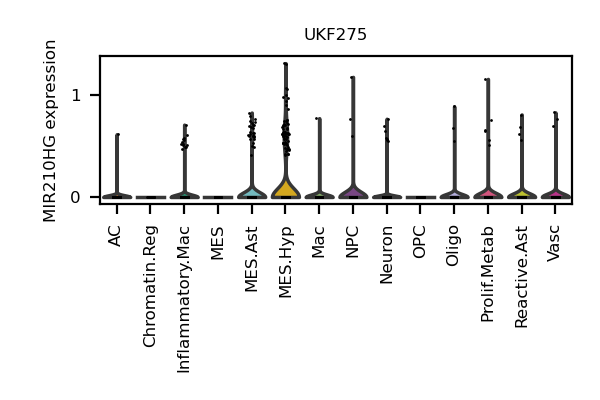 UKF275
MIR210HG expression
1
0
AC
Chromatin.Reg
Inflammatory.Mac
MES
MES.Ast
MES.Hyp
Mac
NPC
Neuron
OPC
Oligo
Prolif.Metab
Reactive.Ast
Vasc